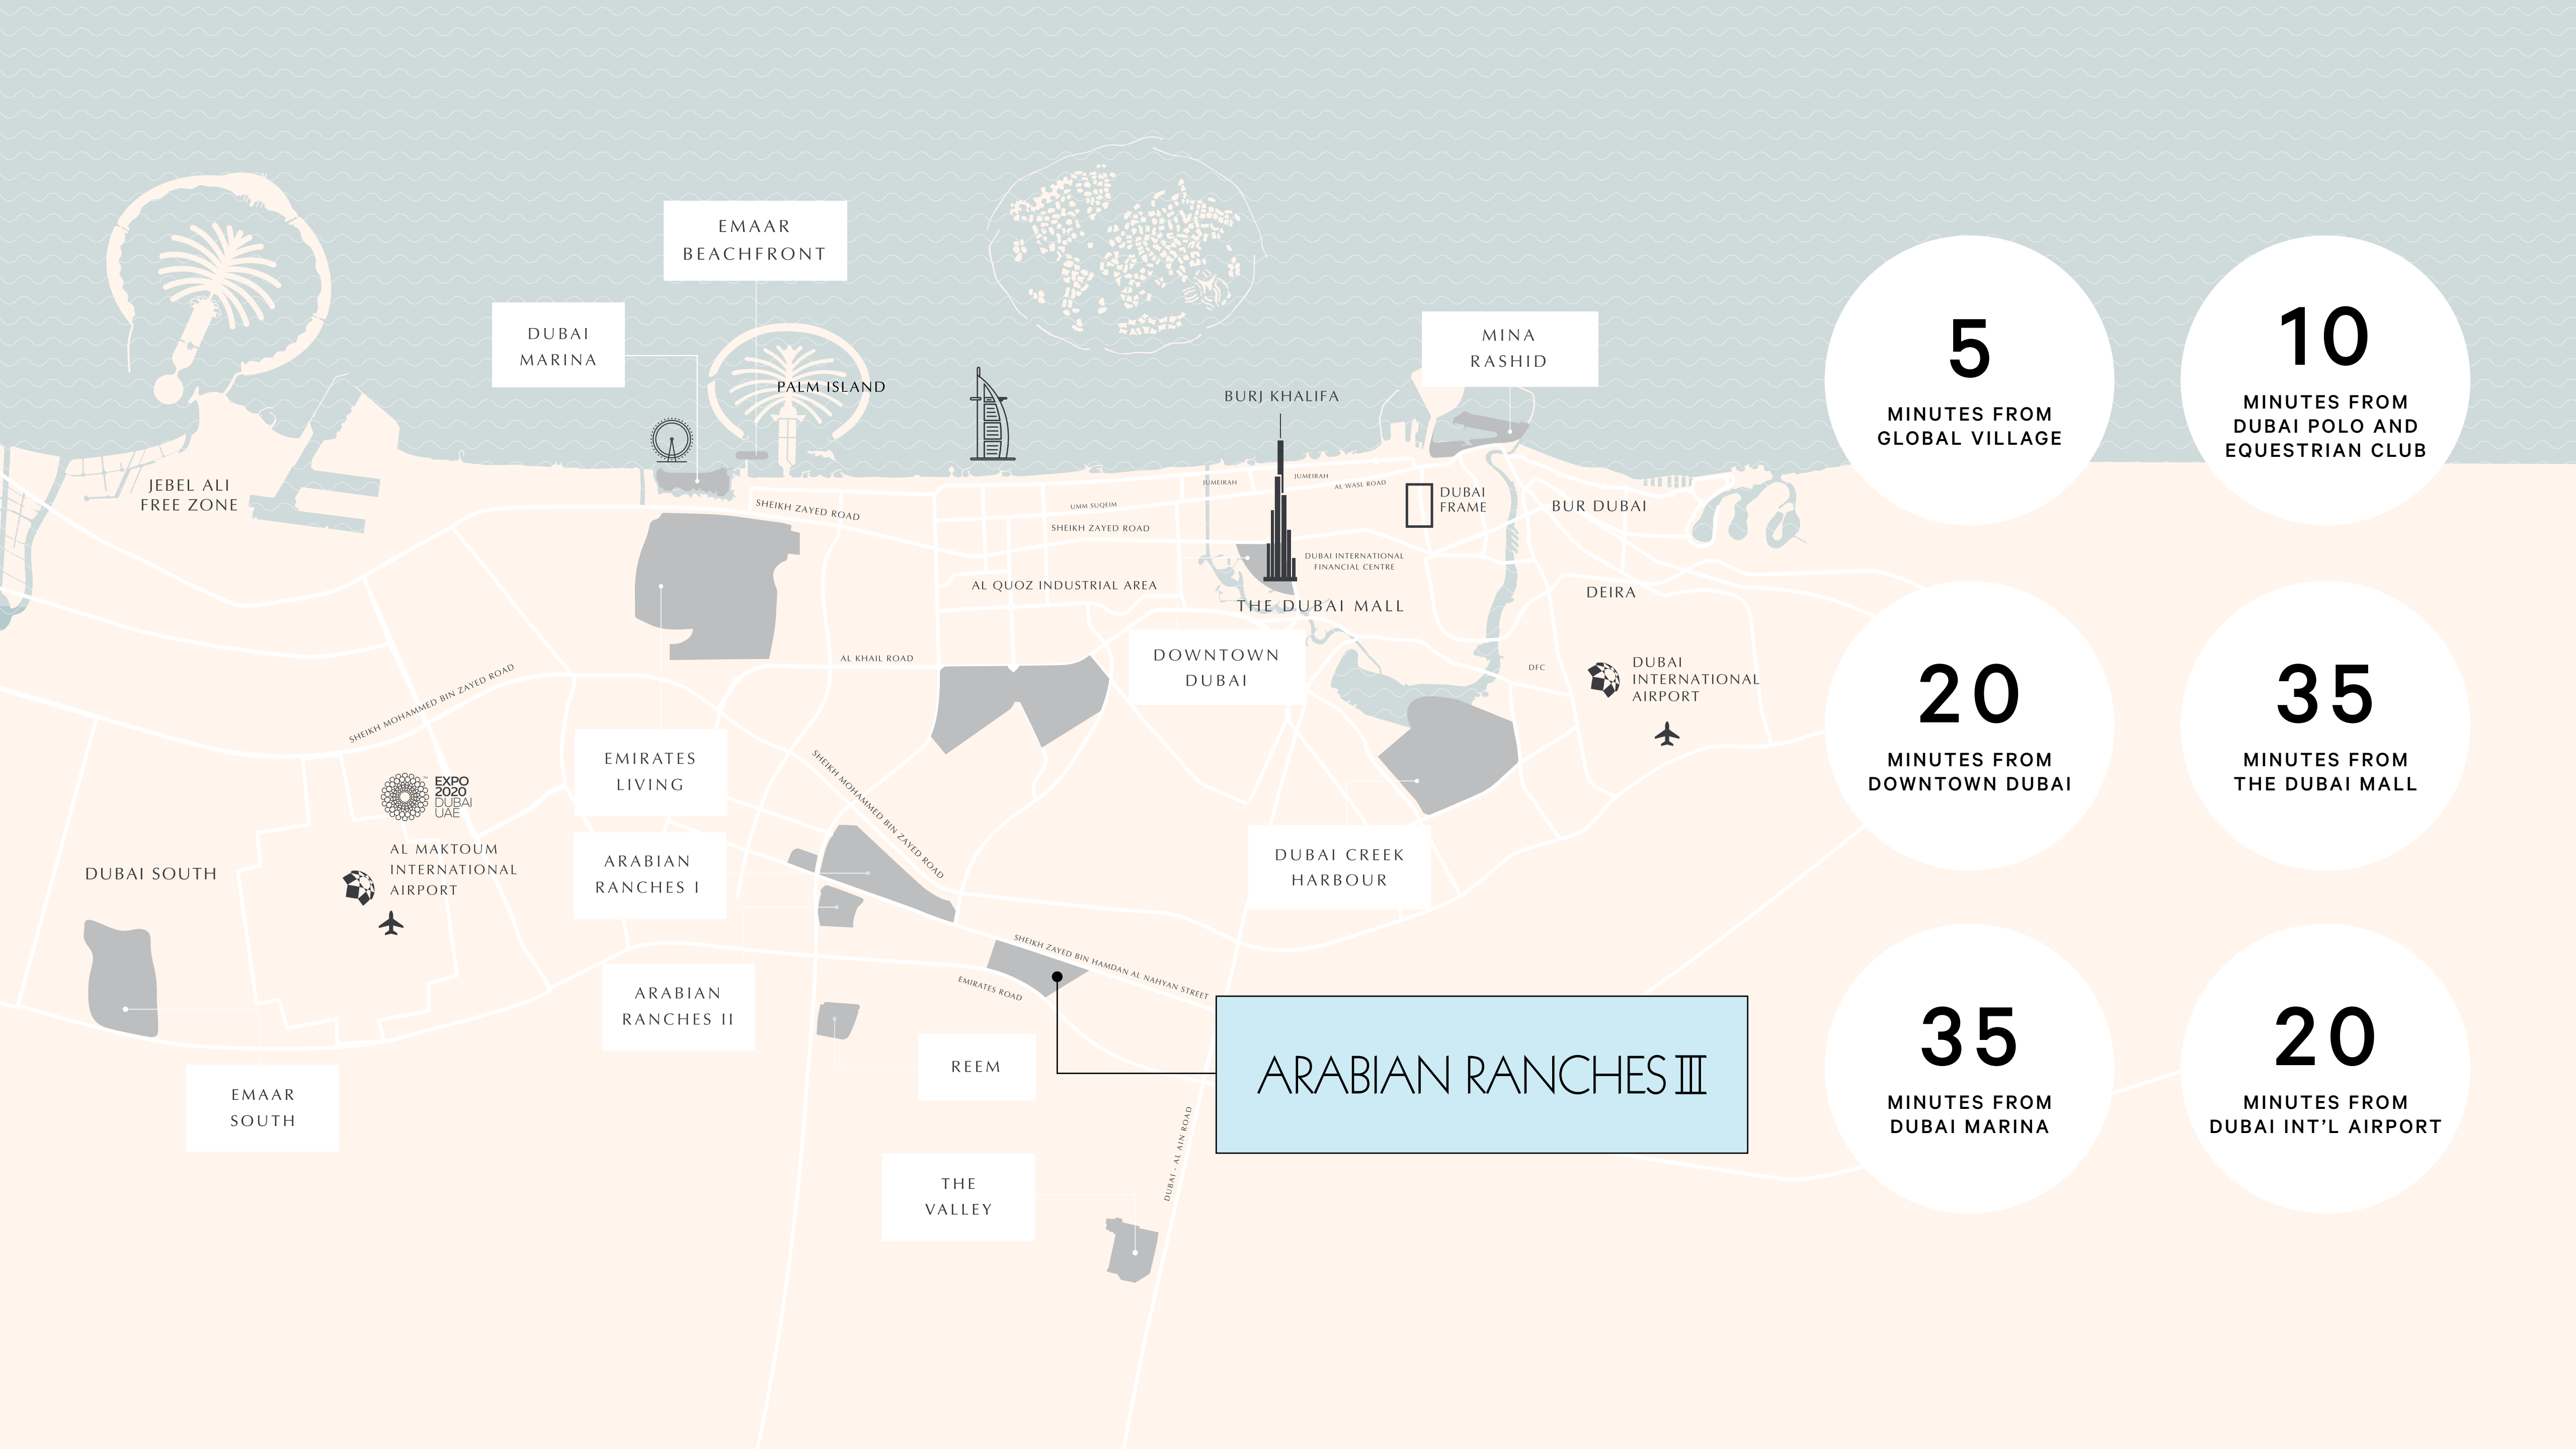 EMAAR
BEACHFRONT
DUBAI
MARINA
PALM ISLAND
MINA
RASHID
BURJ KHALIFA
JEBEL ALI
FREE ZONE
SHEIKH ZAYED ROAD
UMM SUQEIM
SHEIKH ZAYED ROAD
JUMEIRAH
JUMEIRAH
AL WASL ROAD
DUBAI
FRAME
BUR DUBAI
DUBAI INTERNATIONAL
FINANCIAL CENTRE
AL QUOZ INDUSTRIAL AREA
THE DUBAI MALL
DEIRA
DOWNTOWN
DUBAI
AL KHAIL ROAD
DFC
DUBAI
INTERNATIONAL
AIRPORT
SHEIKH MOHAMMED BIN ZAYED ROAD
EMIRATES
LIVING
SHEIKH MOHAMMED BIN ZAYED ROAD
EXPO
2020
DUBAI
UAE
AL MAKTOUM
INTERNATIONAL
AIRPORT
DUBAI SOUTH
ARABIAN
RANCHES I
DUBAI CREEK
HARBOUR
ARABIAN
RANCHES II
SHEIKH ZAYED BIN HAMDAN AL NAHYAN STREET
EMIRATES ROAD
REEM
ARABIAN RANCHES III
EMAAR
SOUTH
THE
VALLEY
DUBAI - AL AIN ROAD
5
MINUTES FROM
GLOBAL VILLAGE
10
MINUTES FROM
DUBAI POLO AND
EQUESTRIAN CLUB
20
MINUTES FROM
DOWNTOWN DUBAI
35
MINUTES FROM
THE DUBAI MALL
35
MINUTES FROM
DUBAI MARINA
20
MINUTES FROM
DUBAI INT'L AIRPORT